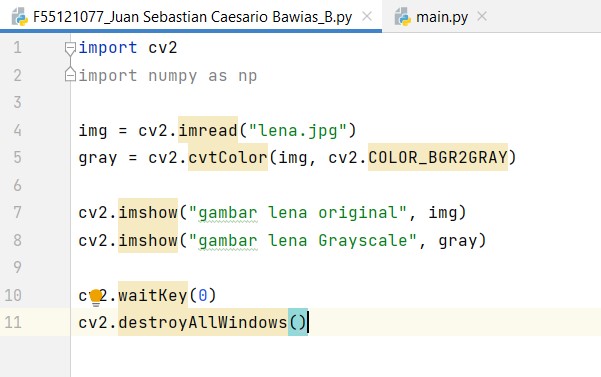 F55121077_Juan Sebastian Caesario Bawias_B.py × main.py ×
1 import cv2
2 import numpy as np
3
4 img = cv2.imread("lena.jpg")
5 gray = cv2.cvtColor(img, cv2.COLOR_BGR2GRAY)
6
7 cv2.imshow("gambar lena original", img)
8 cv2.imshow("gambar lena Grayscale", gray)
9
10 cv2.waitKey(0)
11 cv2.destroyAllWindows()